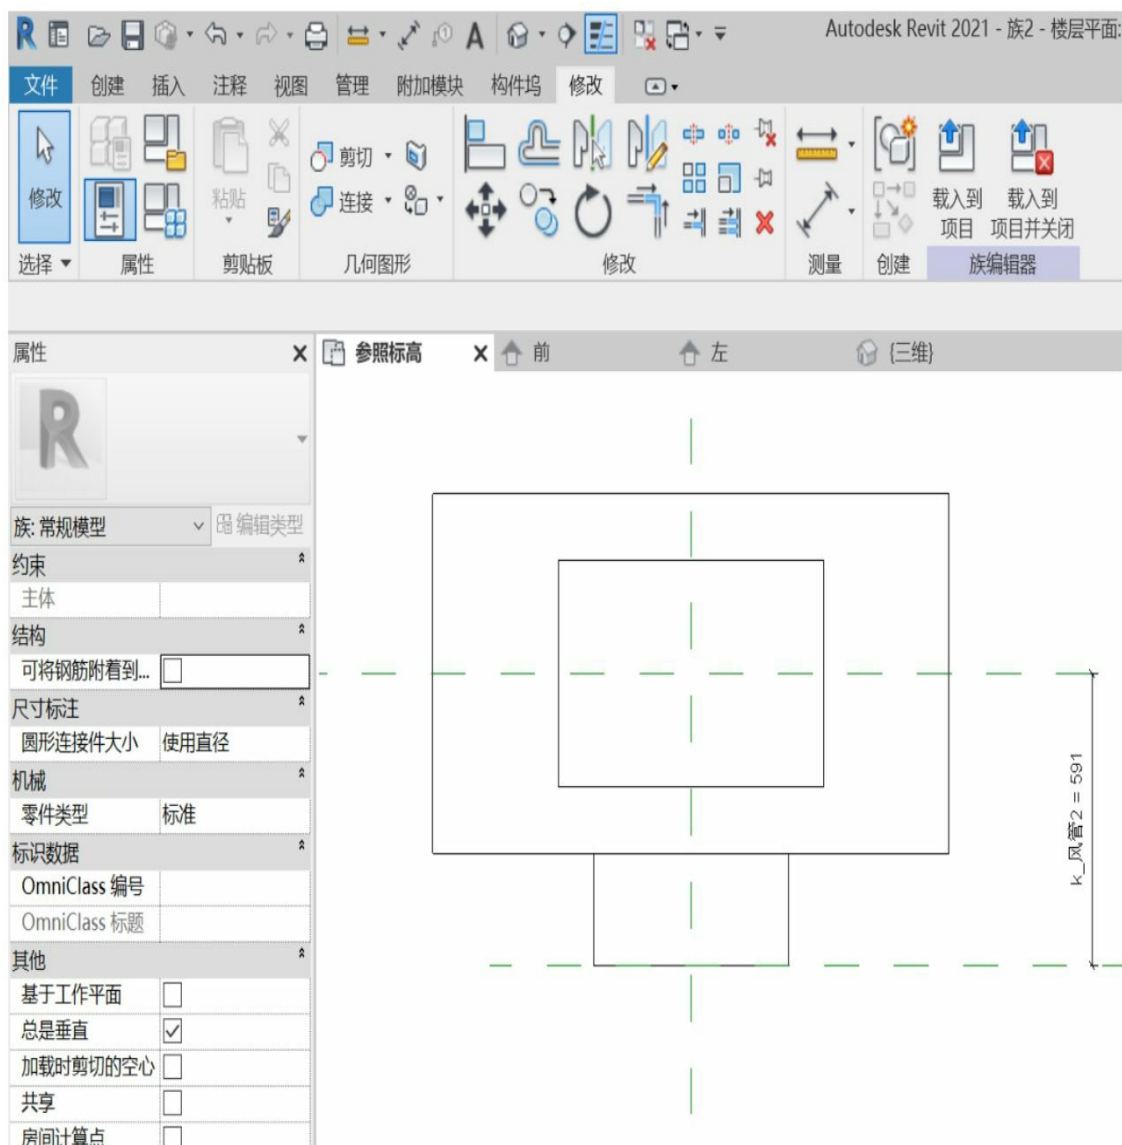 Autodesk Revit 2021 - 族2 - 楼层平面:
文件 创建 插入 注释 视图 管理 附加模块 构件坞 修改
修改
粘贴
剪切
连接
载入到
项目
载入到
项目并关闭
选择 属性 剪贴板 几何图形 修改 测量 创建 族编辑器
属性
参照标高 前 左 {三维}
族: 常规模型 编辑类型
约束
主体
结构
可将钢筋附着到...
尺寸标注
圆形连接件大小 使用直径
机械
零件类型 标准
标识数据
OmniClass 编号
OmniClass 标题
其他
基于工作平面
总是垂直
加载时剪切的空心
共享
房间计算点
k_风管2 = 591